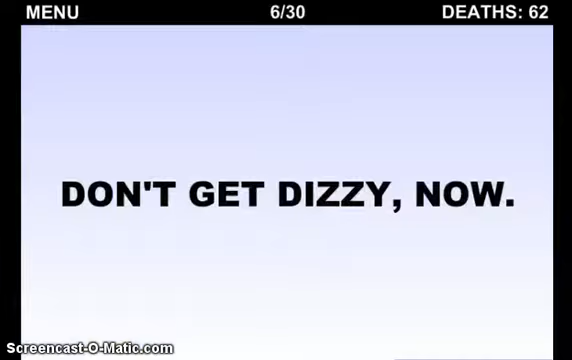 MENU 6/30 DEATHS: 62
DON'T GET DIZZY, NOW.
Screencast-O-Matic.com